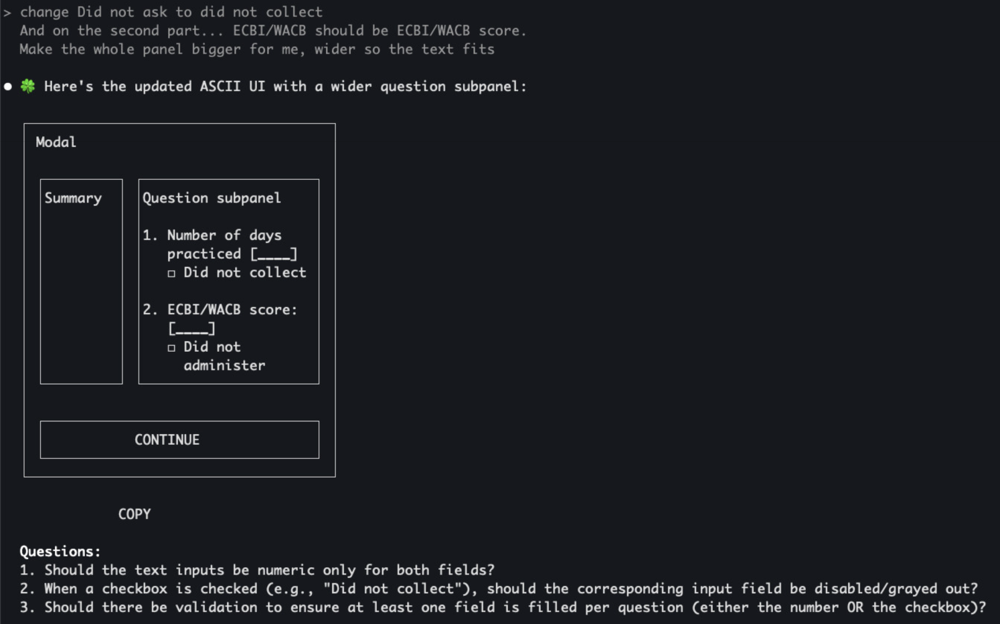 > change Did not ask to did not collect
And on the second part... ECBI/WACB should be ECBI/WACB score.
Make the whole panel bigger for me, wider so the text fits
● 🍀 Here's the updated ASCII UI with a wider question subpanel:
Modal
Summary
Question subpanel
1. Number of days
practiced [____]
□ Did not collect
2. ECBI/WACB score:
[____]
□ Did not
administer
CONTINUE
COPY
Questions:
1. Should the text inputs be numeric only for both fields?
2. When a checkbox is checked (e.g., "Did not collect"), should the corresponding input field be disabled/grayed out?
3. Should there be validation to ensure at least one field is filled per question (either the number OR the checkbox)?